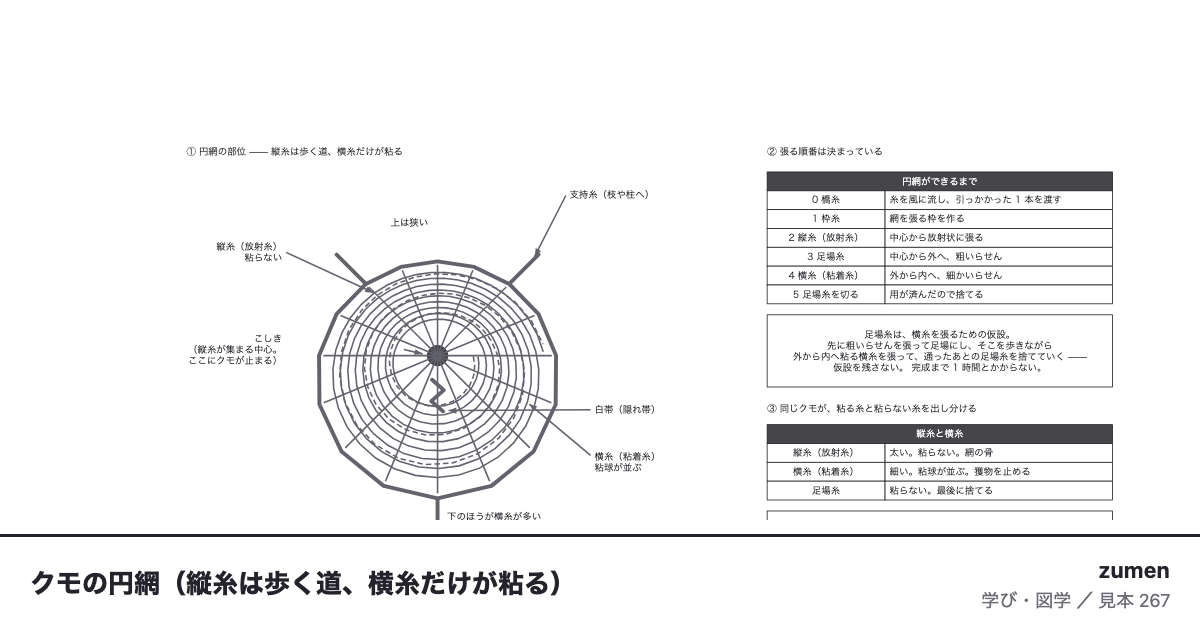 ① 円網の部位 —— 縦糸は歩く道、横糸だけが粘る
支持糸（枝や柱へ）
上は狭い
縦糸（放射糸）
粘らない
こしき
（縦糸が集まる中心。
ここにクモが止まる）
白帯（隠れ帯）
横糸（粘着糸）
粘球が並ぶ
下のほうが横糸が多い
② 張る順番は決まっている
円網ができるまで
0 橋糸 糸を風に流し、引っかかった 1 本を渡す
1 枠糸 網を張る枠を作る
2 縦糸（放射糸） 中心から放射状に張る
3 足場糸 中心から外へ、粗いらせん
4 横糸（粘着糸） 外から内へ、細かいらせん
5 足場糸を切る 用が済んだので捨てる
足場糸は、横糸を張るための仮設。
先に粗いらせんを張って足場にし、そこを歩きながら
外から内へ粘る横糸を張って、通ったあとの足場糸を捨てていく ——
仮設を残さない。 完成まで 1 時間とかからない。
③ 同じクモが、粘る糸と粘らない糸を出し分ける
縦糸と横糸
縦糸（放射糸） 太い。粘らない。網の骨
横糸（粘着糸） 細い。粘球が並ぶ。獲物を止める
足場糸 粘らない。最後に捨てる
クモの円網（縦糸は歩く道、横糸だけが粘る）
zumen
学び・図学 ／ 見本 267